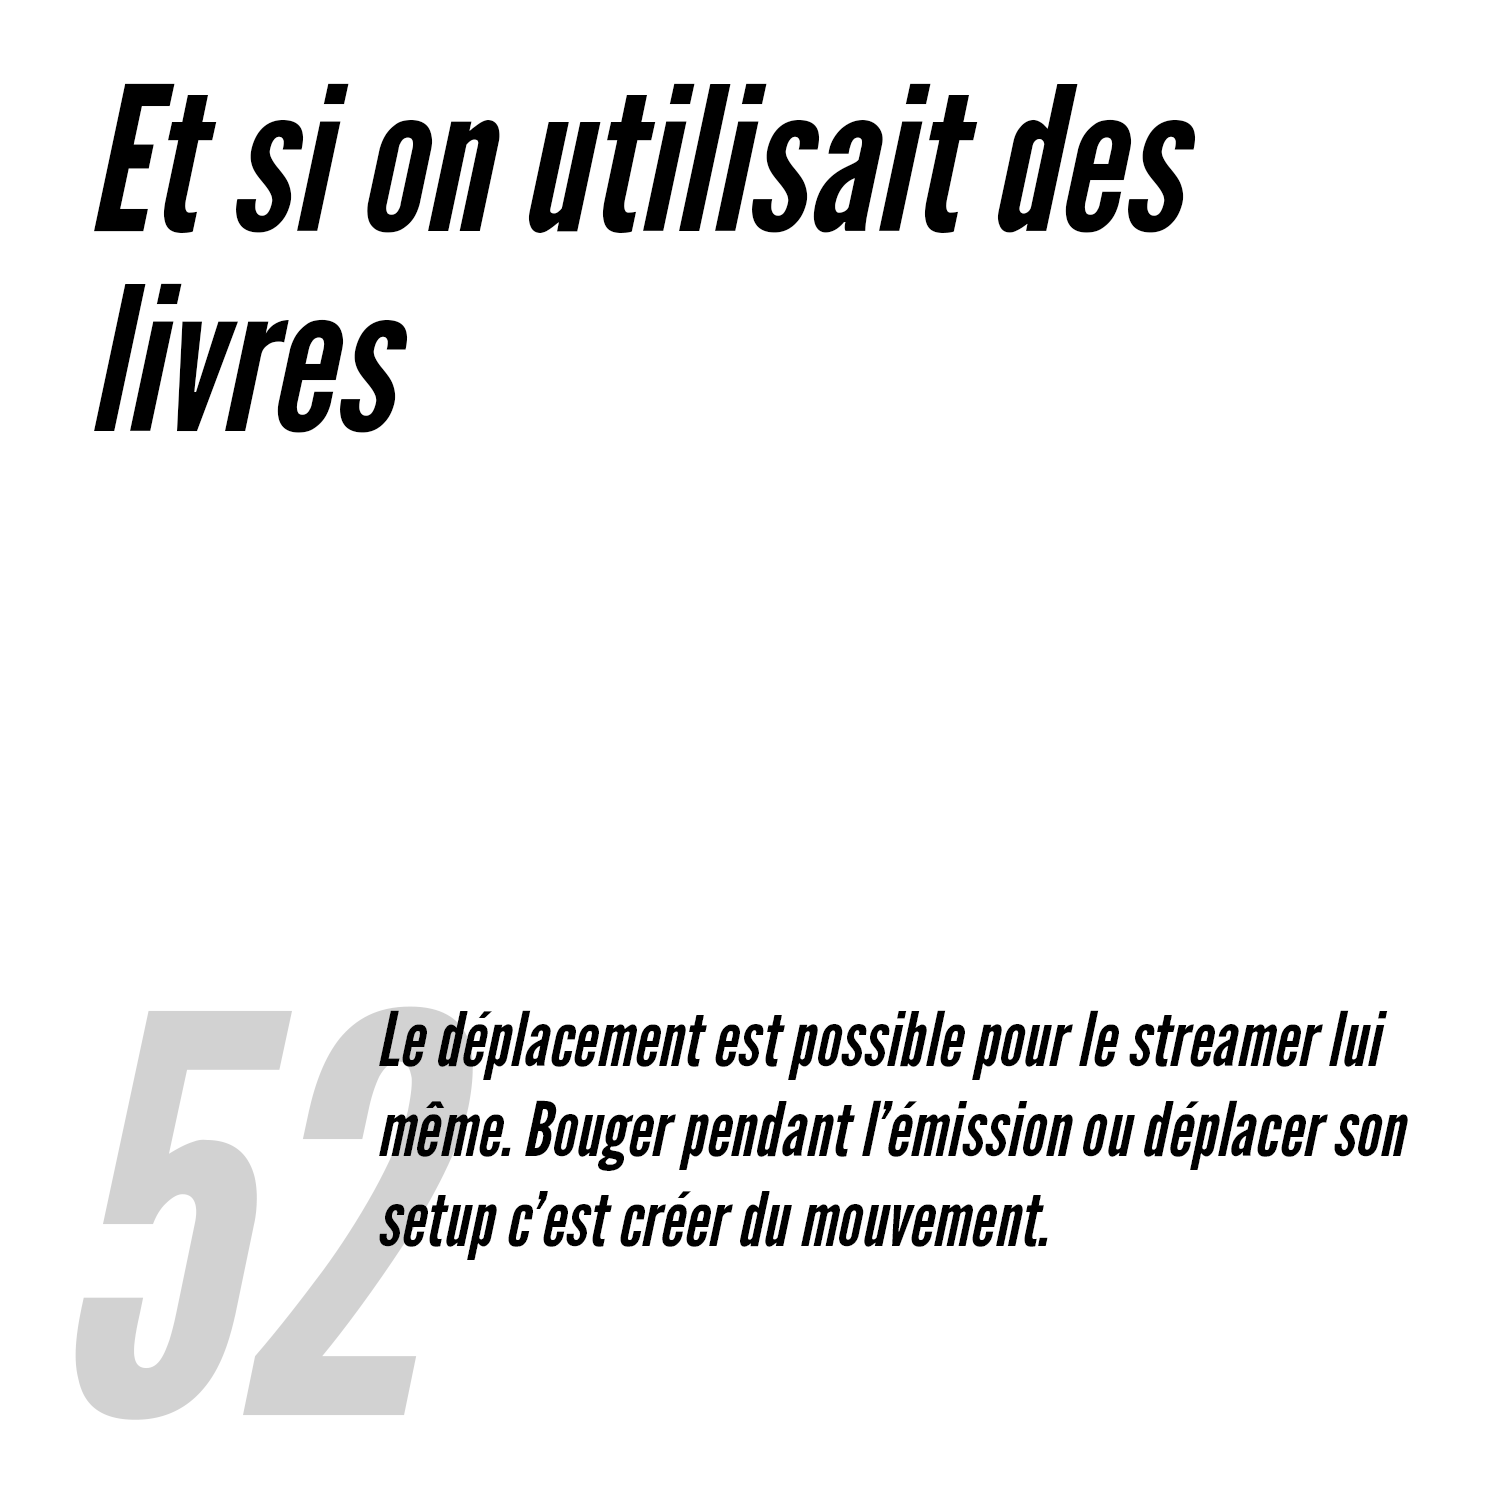 Et si on utilisait des
livres
52
Le déplacement est possible pour le streamer lui
même. Bouger pendant l’émission ou déplacer son
setup c’est créer du mouvement.